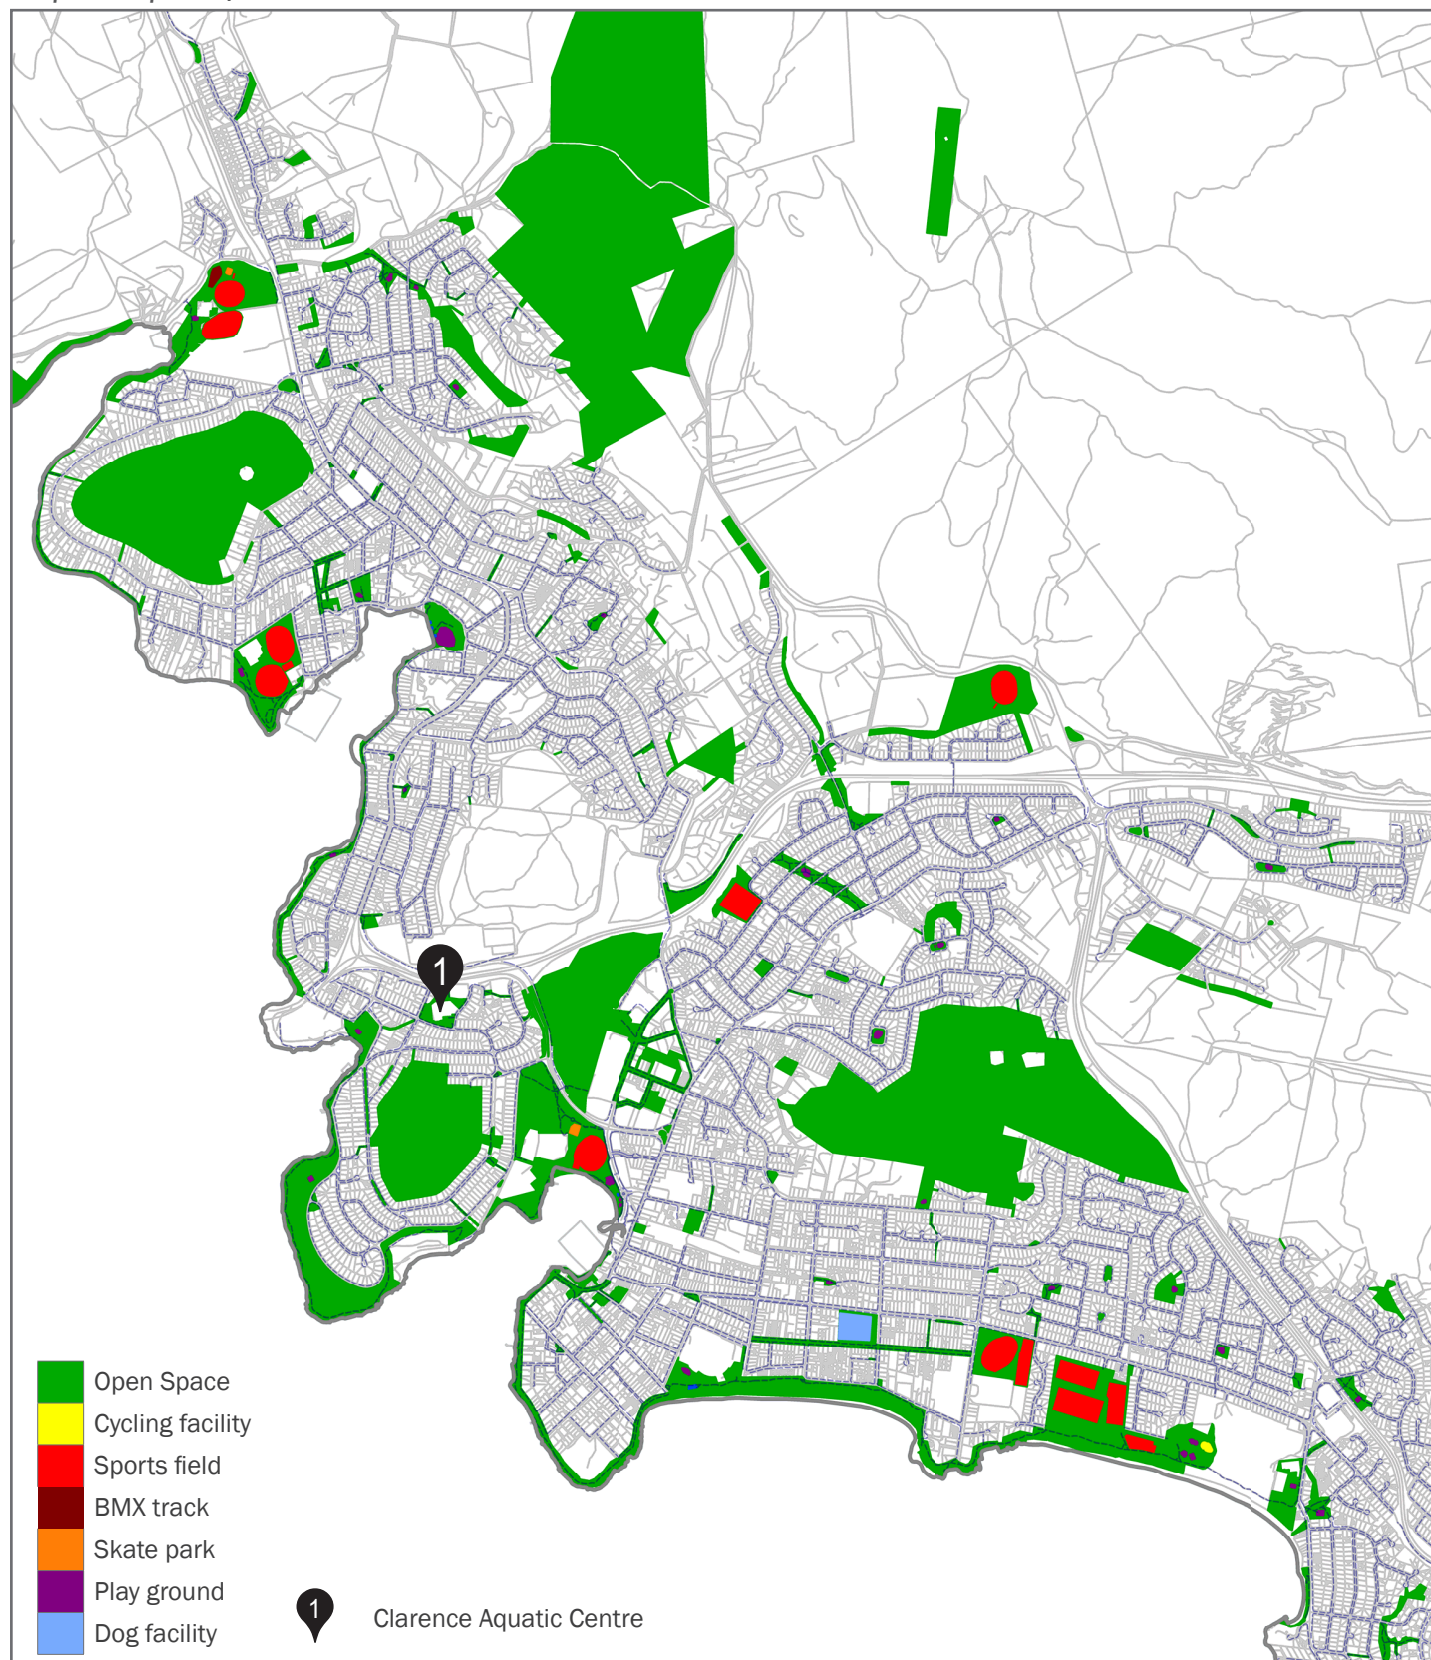 1
Open Space
Cycling facility
Sports field
BMX track
Skate park
Play ground
Dog facility
1 Clarence Aquatic Centre